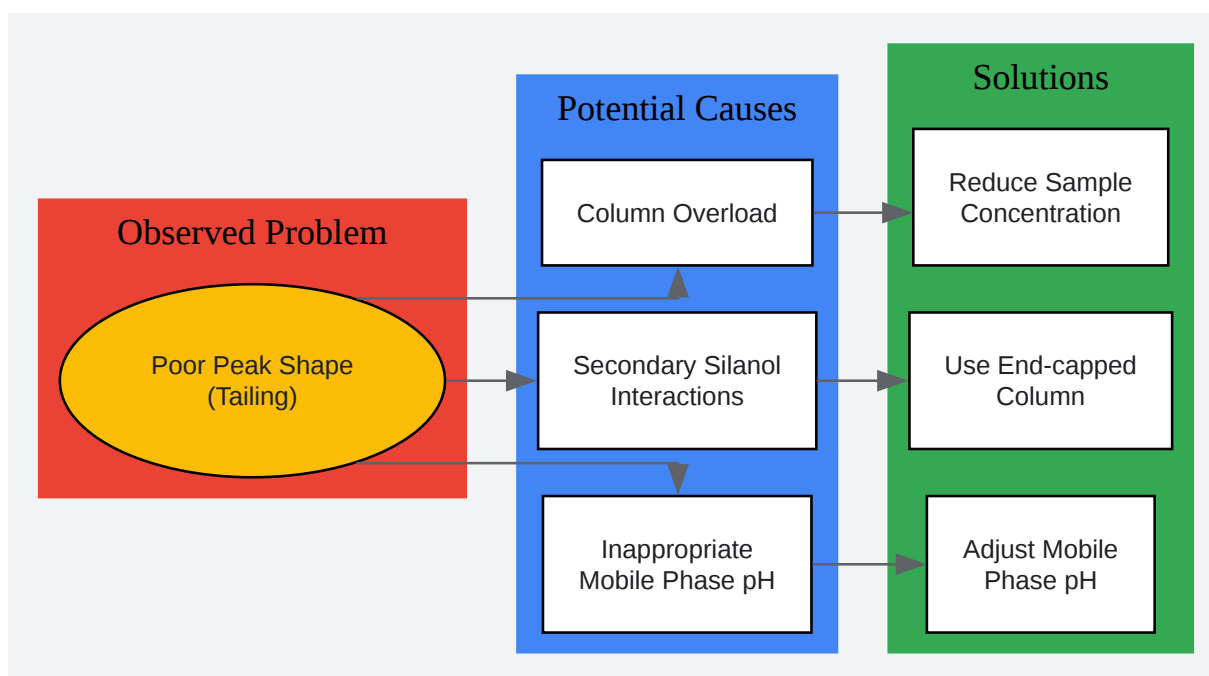 Observed Problem
Poor Peak Shape
(Tailing)
Potential Causes
Column Overload
Secondary Silanol
Interactions
Inappropriate
Mobile Phase pH
Solutions
Reduce Sample
Concentration
Use End-capped
Column
Adjust Mobile
Phase pH